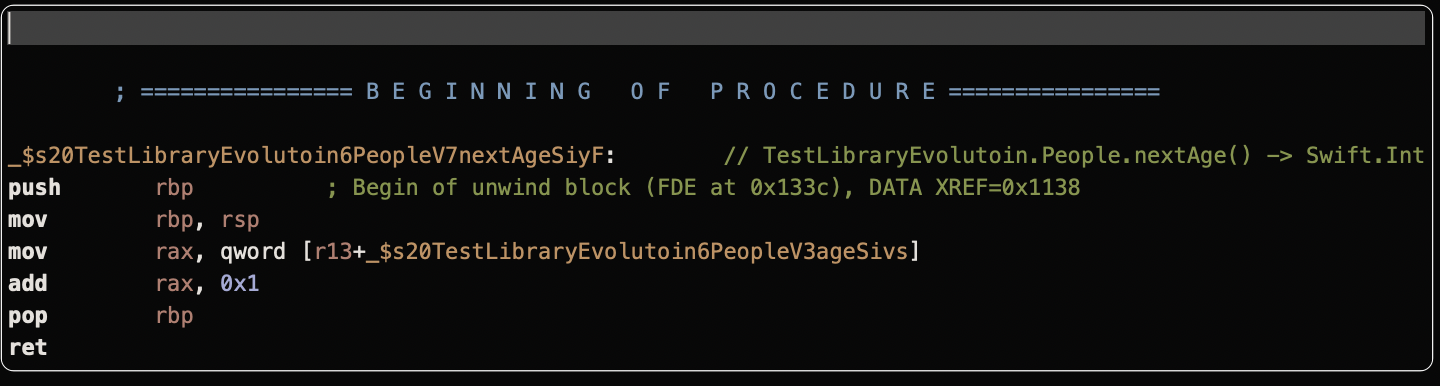 ; ================ B E G I N N I N G   O F   P R O C E D U R E ================
_$s20TestLibraryEvolutoin6PeopleV7nextAgeSiyF:        // TestLibraryEvolutoin.People.nextAge() -> Swift.Int
push       rbp          ; Begin of unwind block (FDE at 0x133c), DATA XREF=0x1138
mov        rbp, rsp
mov        rax, qword [r13+_$s20TestLibraryEvolutoin6PeopleV3ageSivs]
add        rax, 0x1
pop        rbp
ret